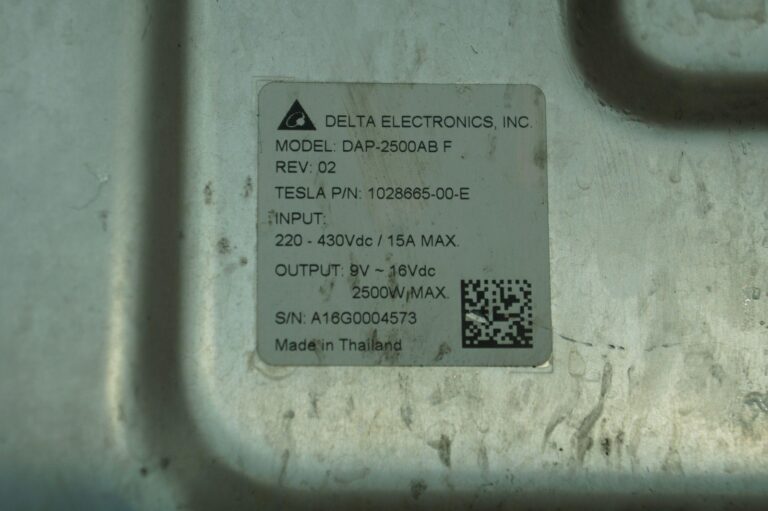 DELTA ELECTRONICS, INC.
MODEL: DAP-2500AB F
REV: 02
TESLA P/N: 1028665-00-E
INPUT:
220 - 430Vdc / 15A MAX.
OUTPUT: 9V ~ 16Vdc
2500W MAX.
S/N: A16G0004573
Made in Thailand